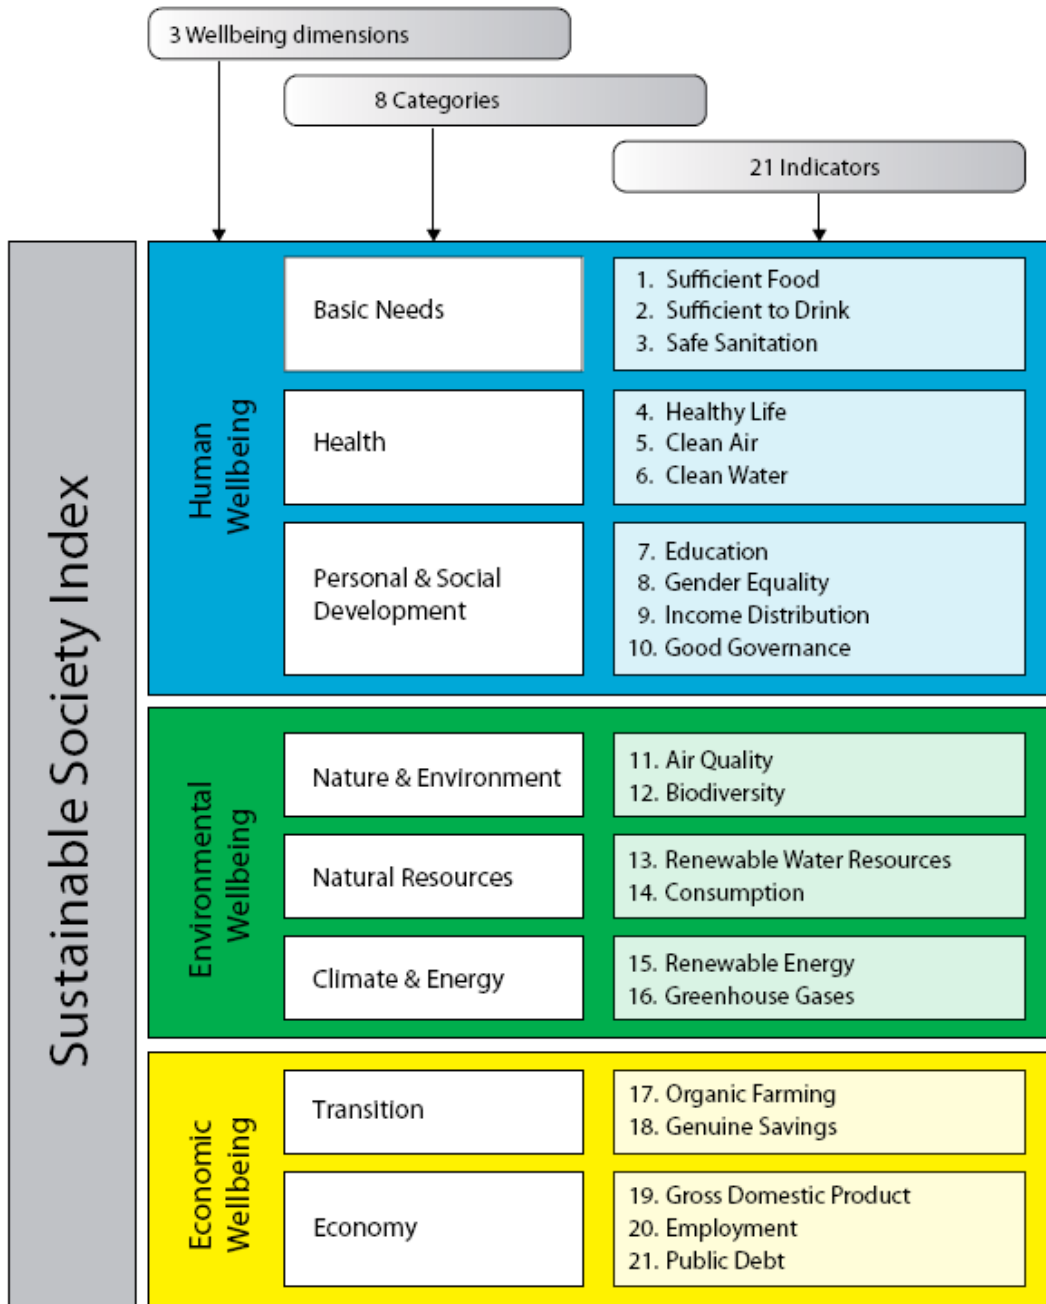 3 Wellbeing dimensions
8 Categories
21 Indicators
Sustainable Society Index
Human
Wellbeing
Basic Needs
1. Sufficient Food
2. Sufficient to Drink
3. Safe Sanitation
Health
4. Healthy Life
5. Clean Air
6. Clean Water
Personal & Social
Development
7. Education
8. Gender Equality
9. Income Distribution
10. Good Governance
Environmental
Wellbeing
Nature & Environment
11. Air Quality
12. Biodiversity
Natural Resources
13. Renewable Water Resources
14. Consumption
Climate & Energy
15. Renewable Energy
16. Greenhouse Gases
Economic
Wellbeing
Transition
17. Organic Farming
18. Genuine Savings
Economy
19. Gross Domestic Product
20. Employment
21. Public Debt